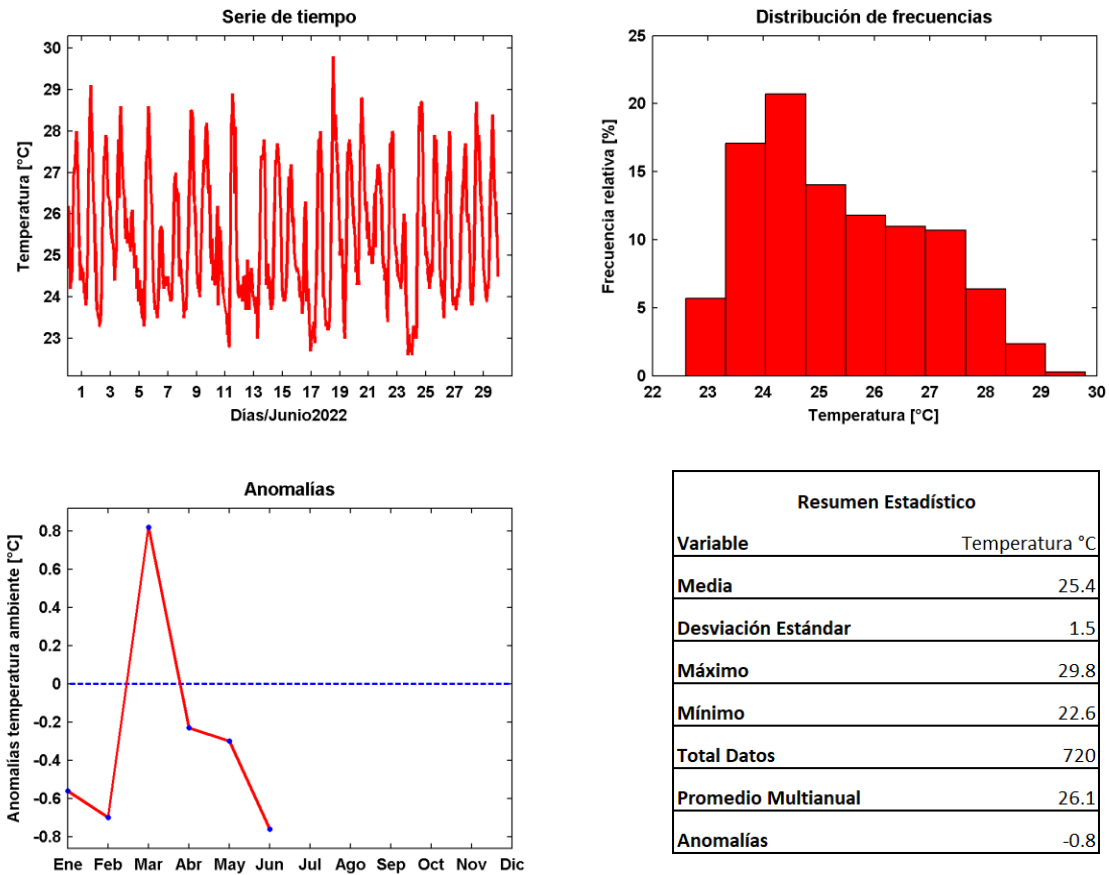 Serie de tiempo
Temperatura [°C]
30
29
28
27
26
25
24
23
1 3 5 7 9 11 13 15 17 19 21 23 25 27 29
Días/Junio2022
Distribución de frecuencias
Frecuencia relativa [%]
25
20
15
10
5
0
22 23 24 25 26 27 28 29 30
Temperatura [°C]
Anomalías
Anomalías temperatura ambiente [°C]
0.8
0.6
0.4
0.2
0
-0.2
-0.4
-0.6
-0.8
Ene Feb Mar Abr May Jun Jul Ago Sep Oct Nov Dic
Resumen Estadístico
Variable Temperatura °C
Media 25.4
Desviación Estándar 1.5
Máximo 29.8
Mínimo 22.6
Total Datos 720
Promedio Multianual 26.1
Anomalías -0.8